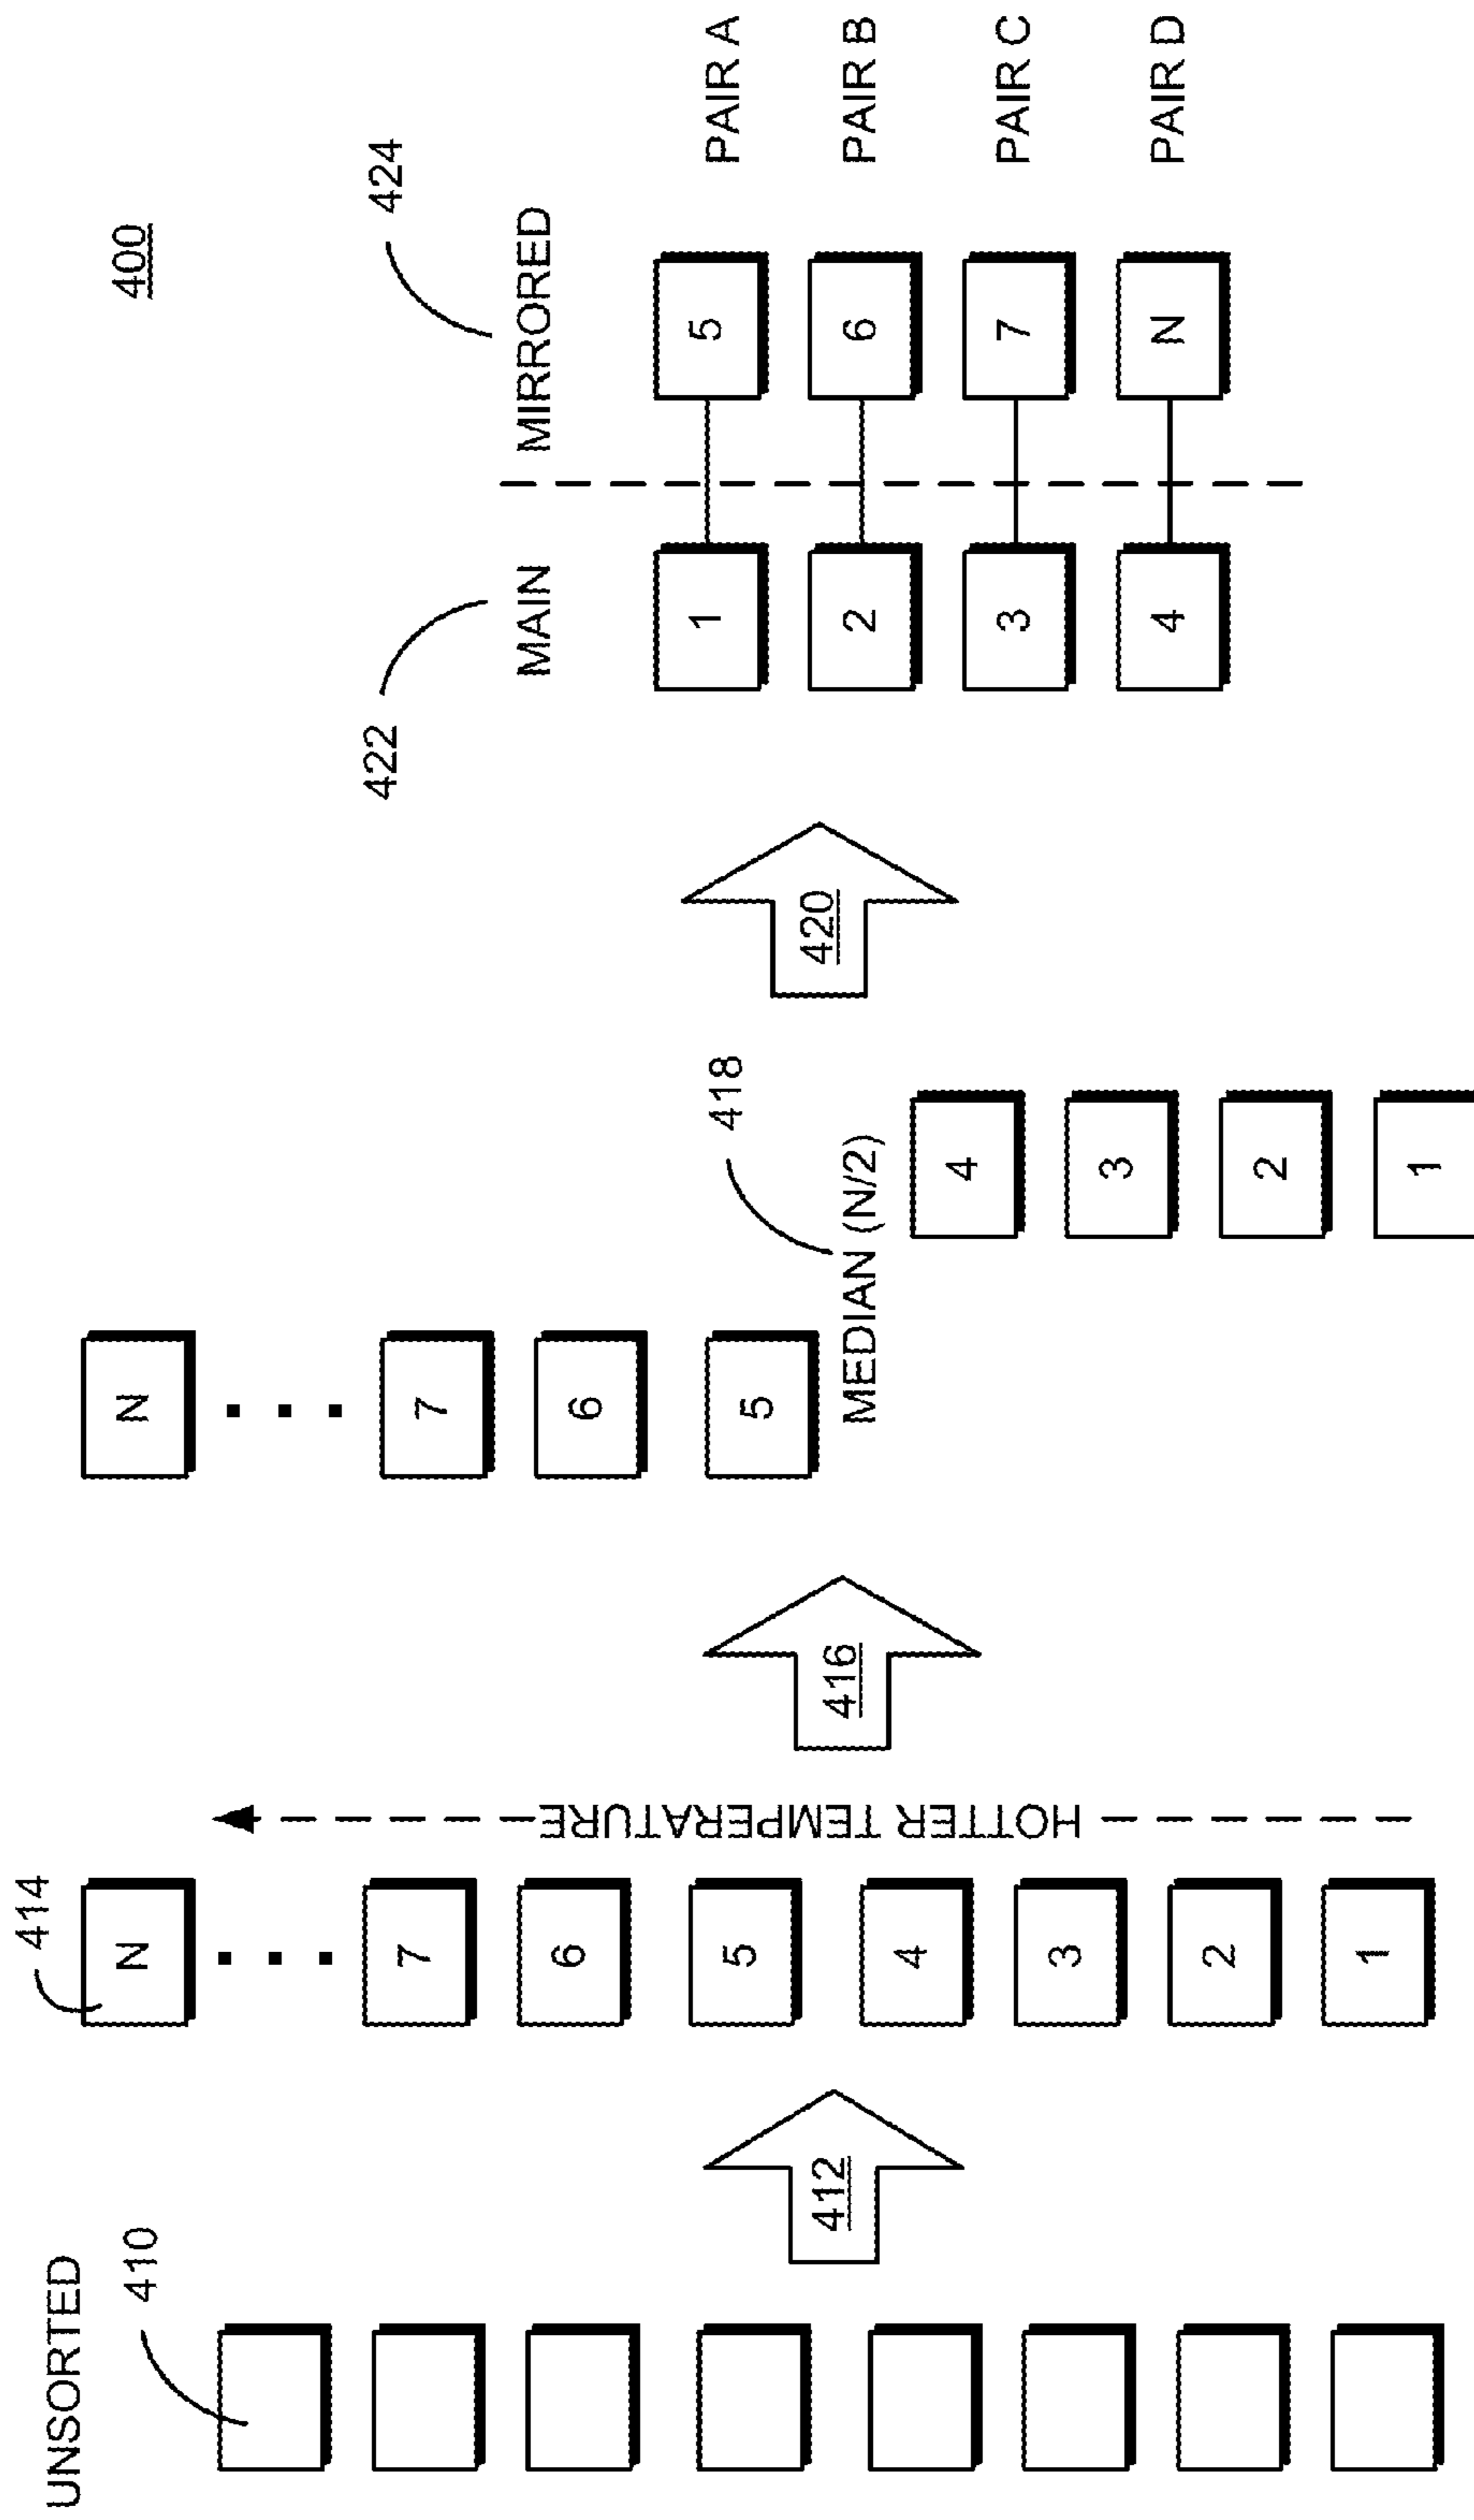 400
UNSORTED
410
412
414
N
7
6
5
4
3
2
1
HOTTER TEMPERATURE
416
N
7
6
5
418
MEDIAN (N/2)
4
3
2
1
420
422
424
MAIN
MIRRORED
1
5
PAIR A
2
6
PAIR B
3
7
PAIR C
4
N
PAIR D